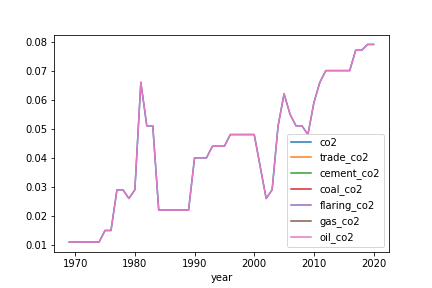 0.08
0.07
0.06
0.05
0.04
0.03
0.02
0.01
co2
trade_co2
cement_co2
coal_co2
flaring_co2
gas_co2
oil_co2
1970 1980 1990 2000 2010 2020
year